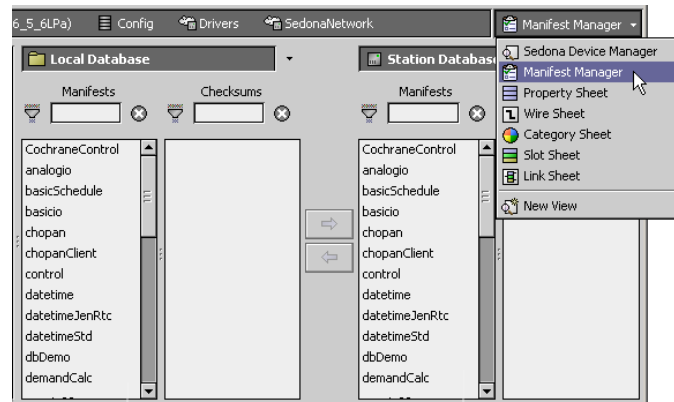 6_5_6LPa) Config Drivers SedonaNetwork Manifest Manager
Sedona Device Manager
Manifest Manager
Property Sheet
Wire Sheet
Category Sheet
Slot Sheet
Link Sheet
New View
Local Database
Manifests Checksums
CochraneControl
analogio
basicSchedule
basicio
chopan
chopanClient
control
datetime
datetimeJenRtc
datetimeStd
dbDemo
demandCalc
Station Databas
Manifests
CochraneControl
analogio
basicSchedule
basicio
chopan
chopanClient
control
datetime
datetimeJenRtc
datetimeStd
dbDemo
demandCalc